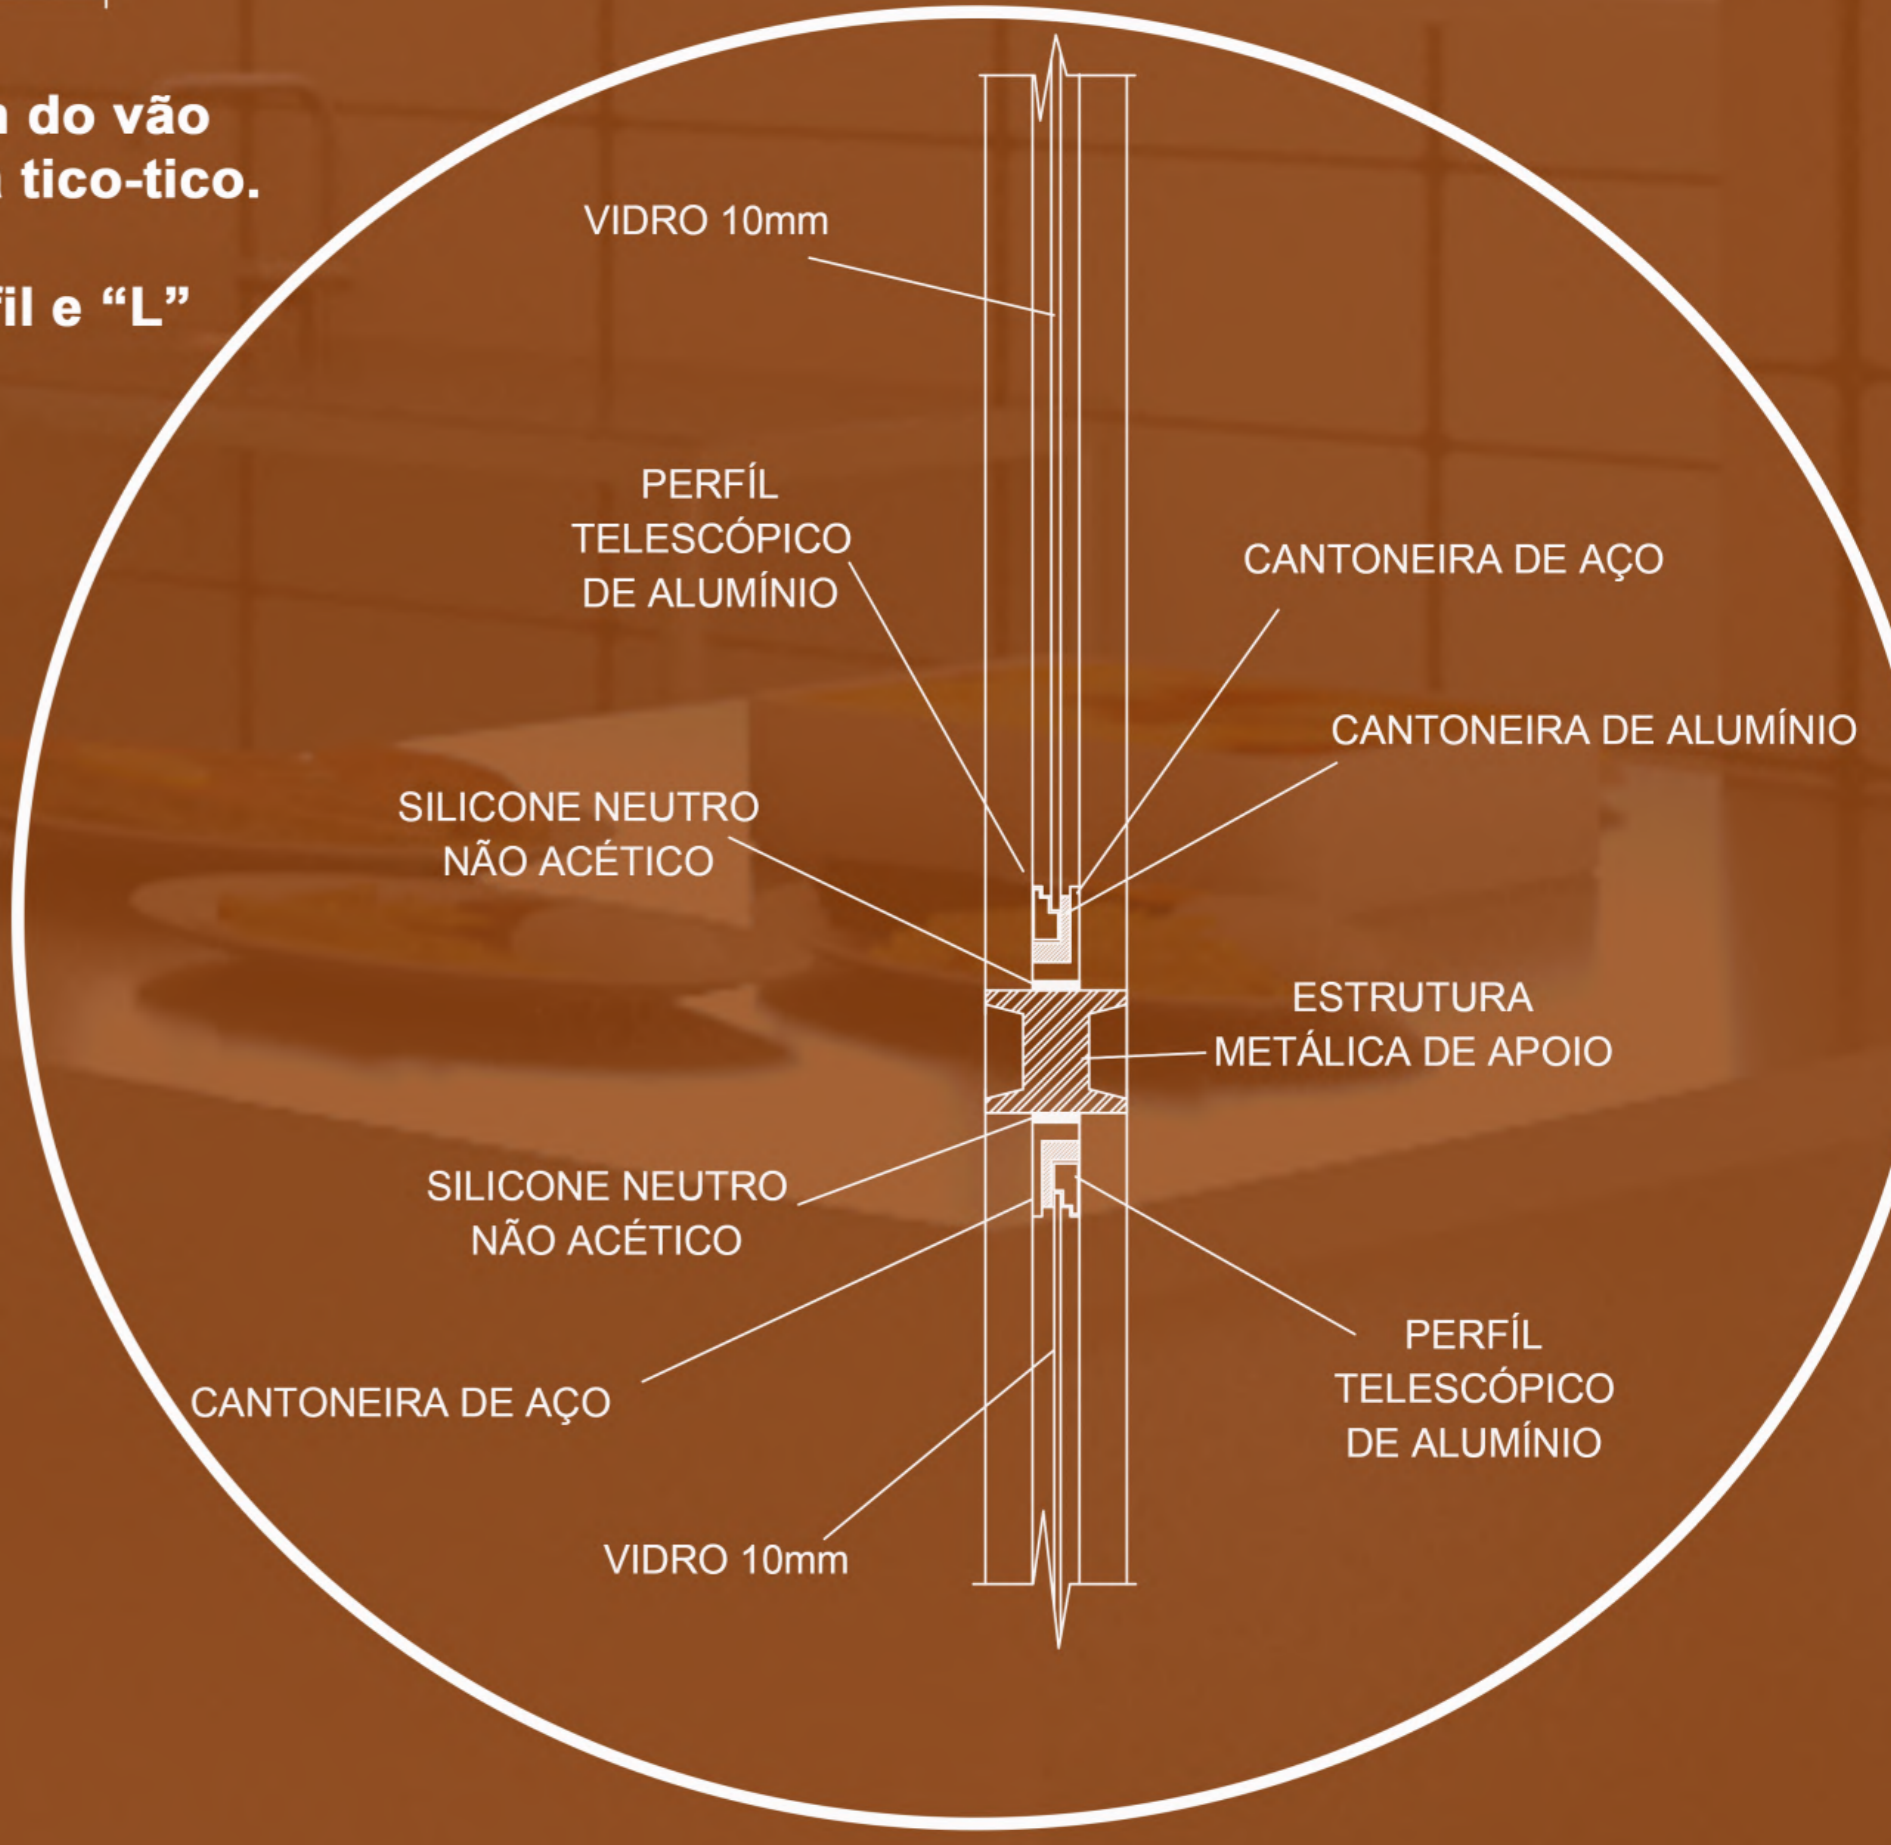 do vão
tico-tico.
e “L”
VIDRO 10mm
PERFÍL
TELESCÓPICO
DE ALUMÍNIO
CANTONEIRA DE AÇO
CANTONEIRA DE ALUMÍNIO
SILICONE NEUTRO
NÃO ACÉTICO
ESTRUTURA
METÁLICA DE APOIO
SILICONE NEUTRO
NÃO ACÉTICO
PERFÍL
TELESCÓPICO
DE ALUMÍNIO
CANTONEIRA DE AÇO
VIDRO 10mm